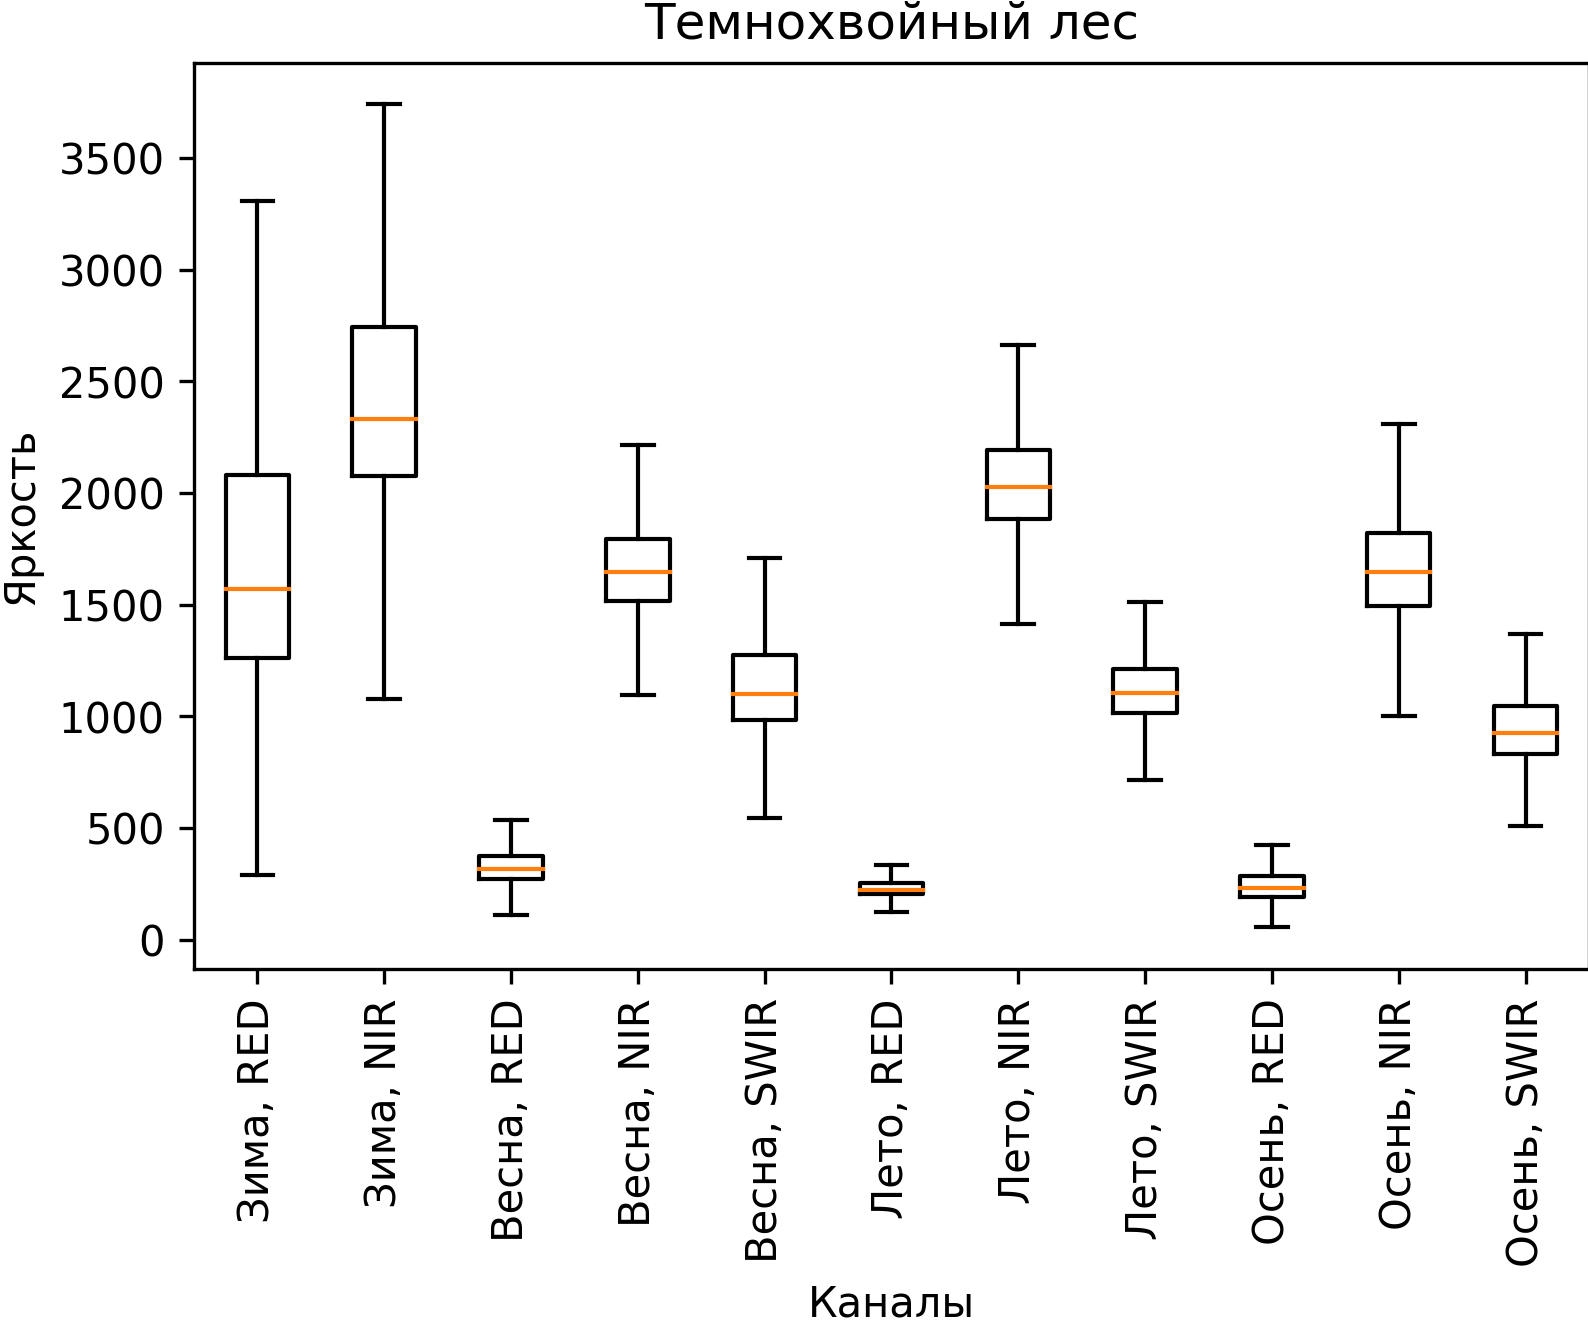 Темнохвойный лес
Яркость
3500
3000
2500
2000
1500
1000
500
0
Зима, RED
Зима, NIR
Весна, RED
Весна, NIR
Весна, SWIR
Лето, RED
Лето, NIR
Лето, SWIR
Осень, RED
Осень, NIR
Осень, SWIR
Каналы